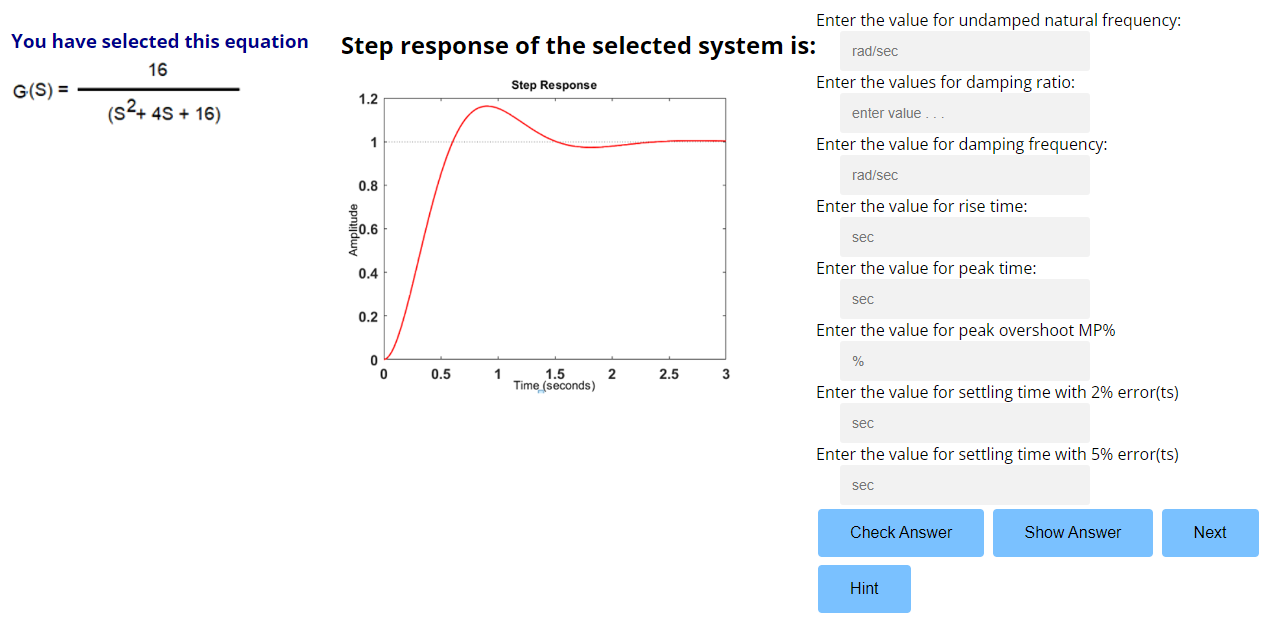 You have selected this equation
16
G(S) =
(S2+ 4S + 16)
Step response of the selected system is:
Step Response
1.2
1
0.8
0.6
0.4
0.2
0
Amplitude
0 0.5 1 1.5 2 2.5 3
Time (seconds)
Enter the value for undamped natural frequency:
rad/sec
Enter the values for damping ratio:
enter value . . .
Enter the value for damping frequency:
rad/sec
Enter the value for rise time:
sec
Enter the value for peak time:
sec
Enter the value for peak overshoot MP%
%
Enter the value for settling time with 2% error(ts)
sec
Enter the value for settling time with 5% error(ts)
sec
Check Answer Show Answer Next
Hint